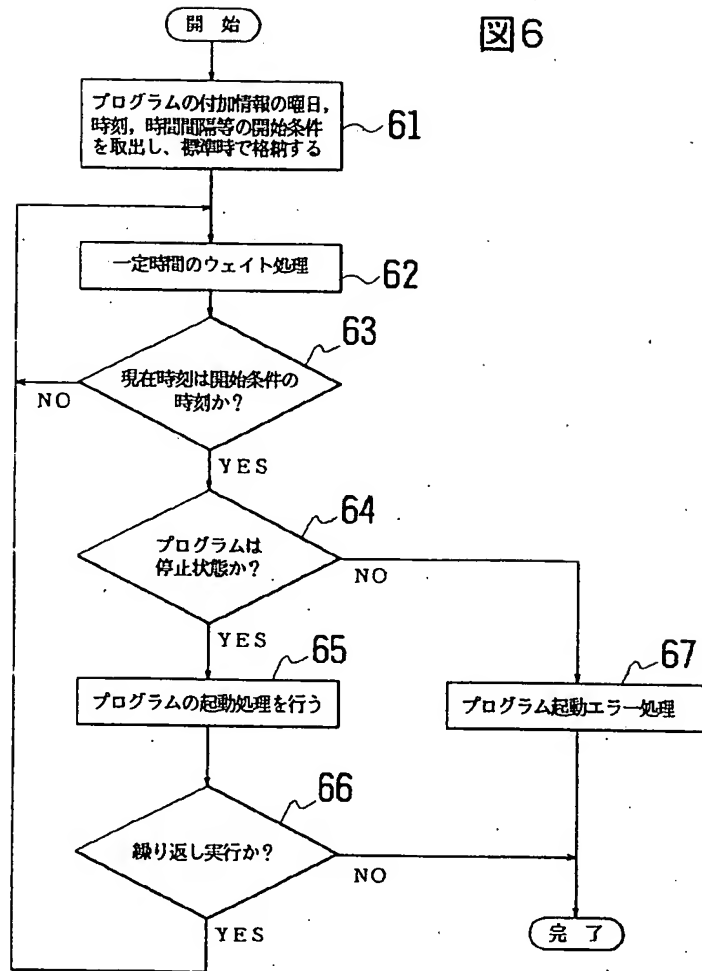 図6
開 始
プログラムの付加情報の曜日,
時刻,時間間隔等の開始条件
を取出し、標準時で格納する
61
一定時間のウェイト処理
62
63
現在時刻は開始条件の
時刻か?
NO
YES
64
プログラムは
停止状態か?
NO
YES
65
プログラムの起動処理を行う
67
プログラム起動エラー処理
66
繰り返し実行か?
NO
YES
完 了